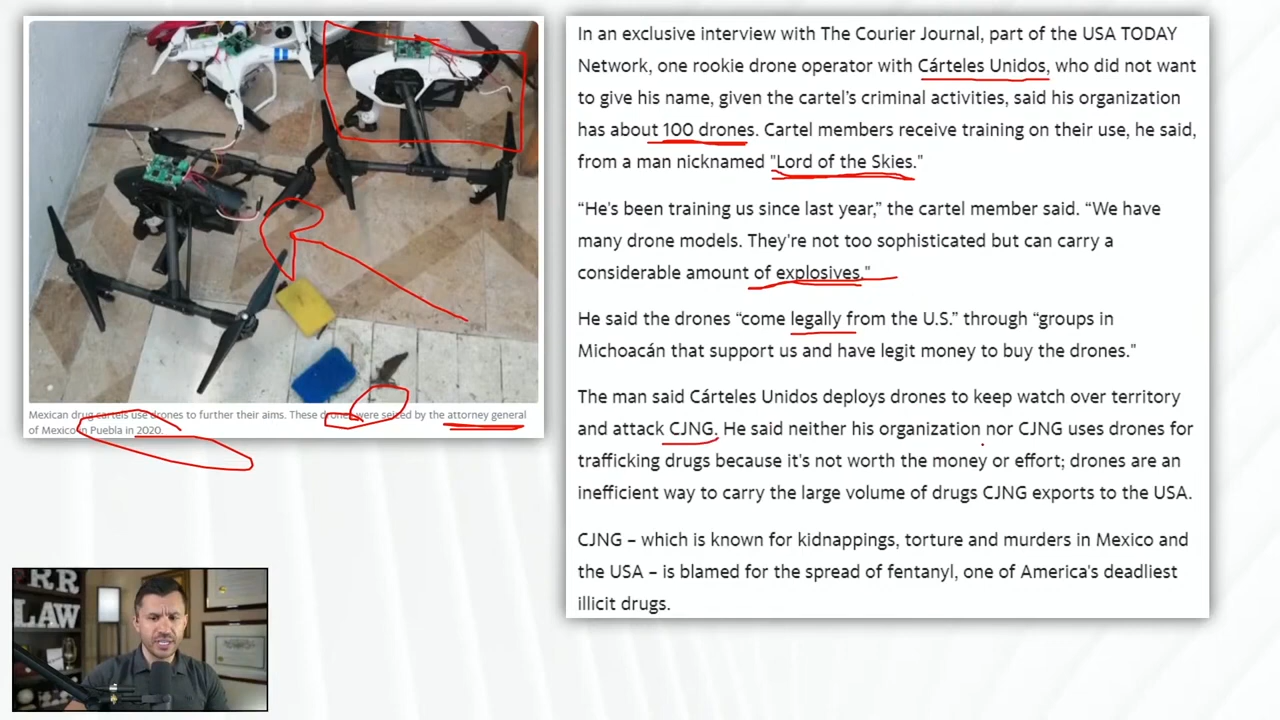 In an exclusive interview with The Courier Journal, part of the USA TODAY
Network, one rookie drone operator with Cárteles Unidos, who did not want
to give his name, given the cartel's criminal activities, said his organization
has about 100 drones. Cartel members receive training on their use, he said,
from a man nicknamed "Lord of the Skies."
“He's been training us since last year,” the cartel member said. “We have
many drone models. They're not too sophisticated but can carry a
considerable amount of explosives."
He said the drones “come legally from the U.S.” through “groups in
Michoacán that support us and have legit money to buy the drones."
The man said Cárteles Unidos deploys drones to keep watch over territory
and attack CJNG. He said neither his organization nor CJNG uses drones for
trafficking drugs because it's not worth the money or effort; drones are an
inefficient way to carry the large volume of drugs CJNG exports to the USA.
CJNG – which is known for kidnappings, torture and murders in Mexico and
the USA – is blamed for the spread of fentanyl, one of America's deadliest
illicit drugs.
Mexican drug cartels use drones to further their aims. These drones were seized by the attorney general
of Mexico in Puebla in 2020.
RR
LAW